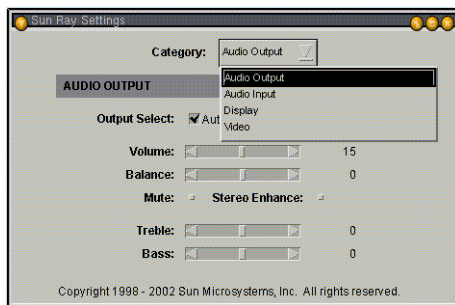 Sun Ray Settings
Category: Audio Output
Audio Output
Audio Input
Display
Video
AUDIO OUTPUT
Output Select: Aut
Volume: 15
Balance: 0
Mute: Stereo Enhance:
Treble: 0
Bass: 0
Copyright 1998 - 2002 Sun Microsystems, Inc. All rights reserved.